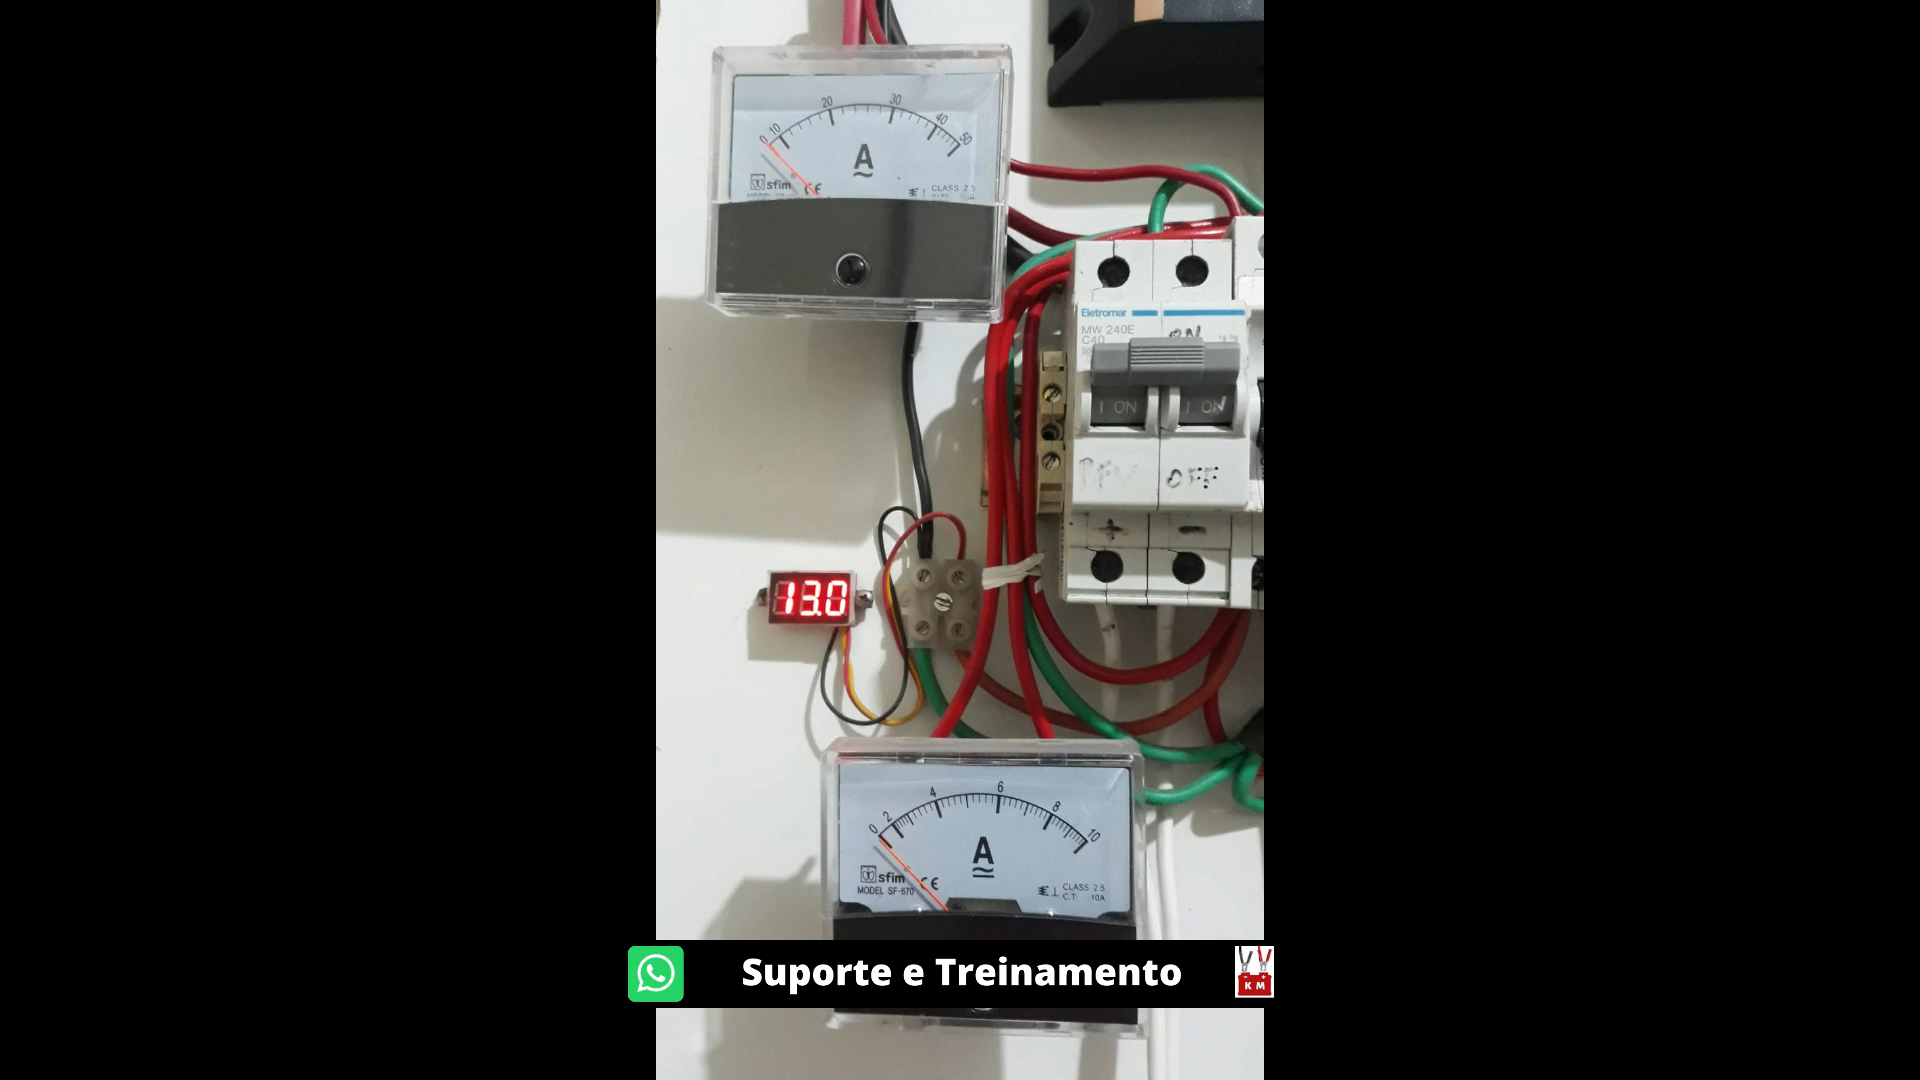 0 10 20 30 40 50
A
sfim CE
CLASS 2.5
Eletromar
MW 240E
C40
ON
I ON I ON
OFF
+ -
13.0
0 2 4 6 8 10
A
sfim CE
MODEL SF-670
CLASS 2.5
C.T. 10A
Suporte e Treinamento
K M